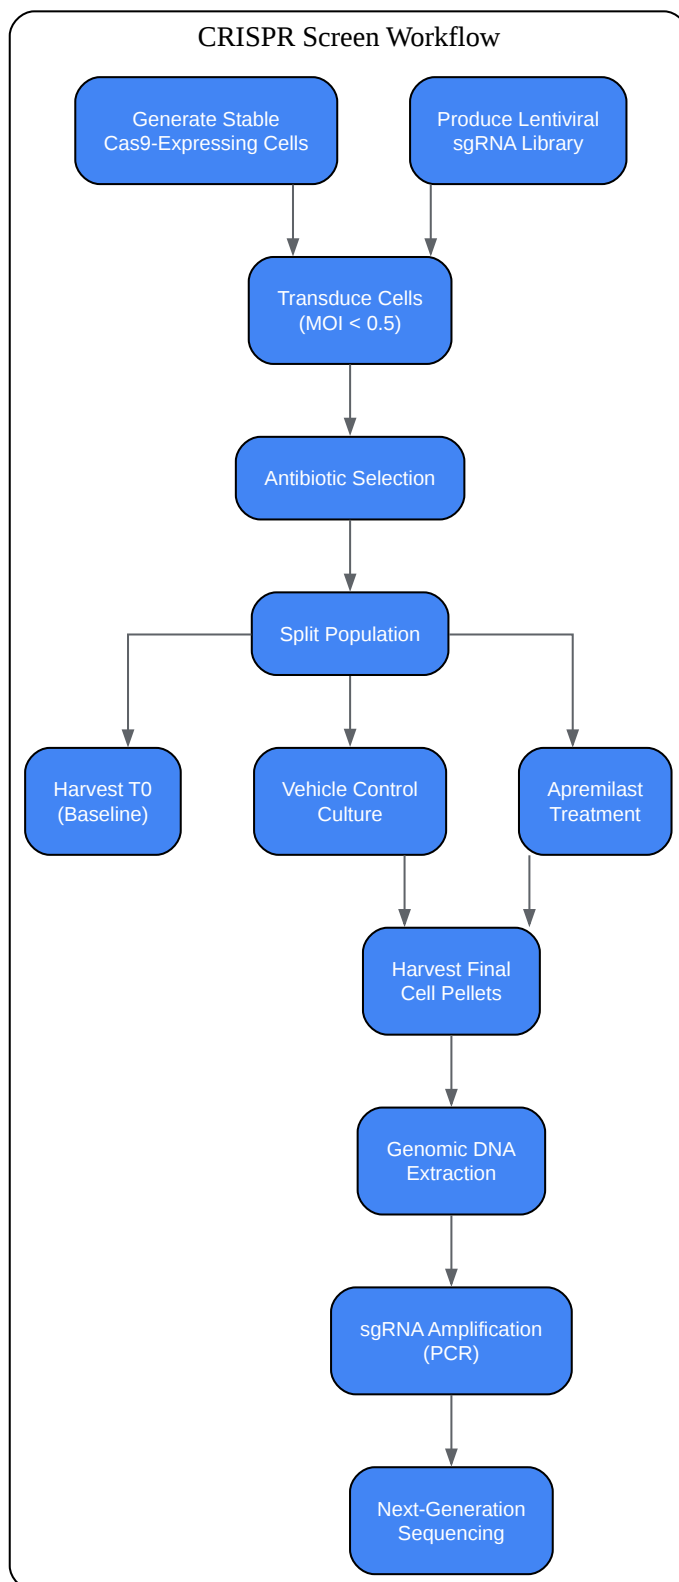 CRISPR Screen Workflow
Generate Stable
Cas9-Expressing Cells
Produce Lentiviral
sgRNA Library
Transduce Cells
(MOI < 0.5)
Antibiotic Selection
Split Population
Harvest T0
(Baseline)
Vehicle Control
Culture
Apremilast
Treatment
Harvest Final
Cell Pellets
Genomic DNA
Extraction
sgRNA Amplification
(PCR)
Next-Generation
Sequencing